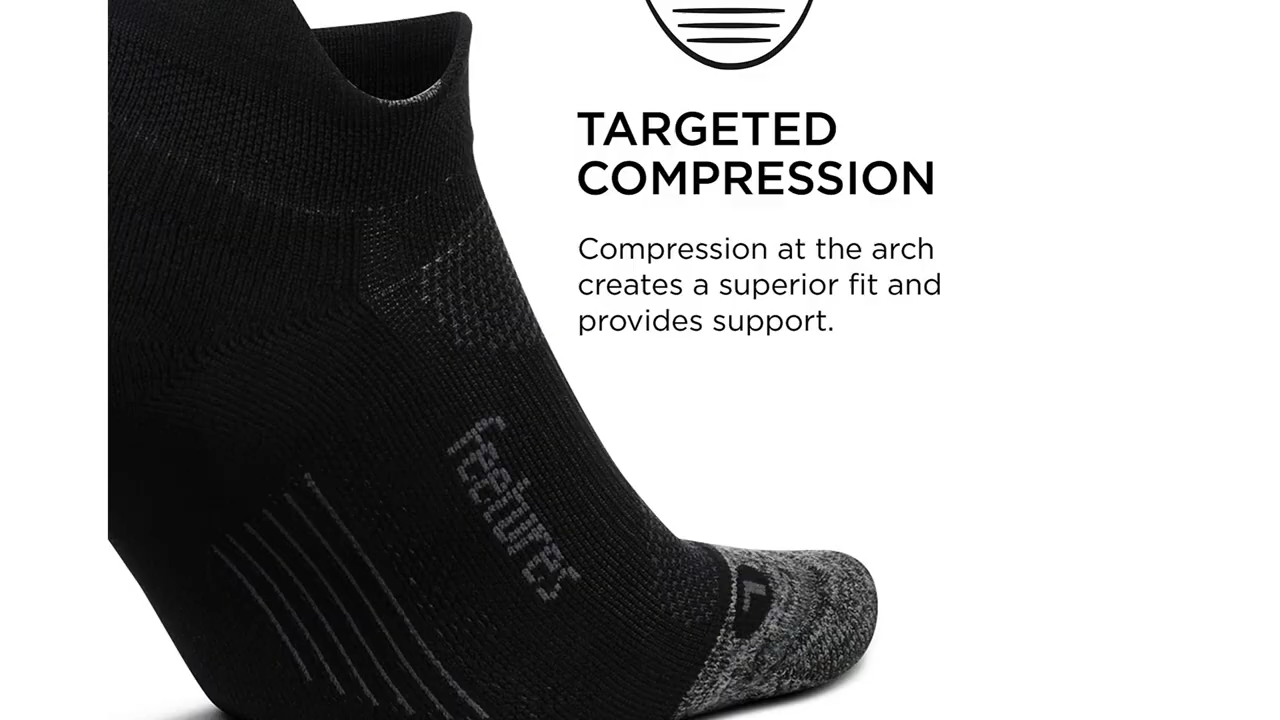 TARGETED
COMPRESSION
Compression at the arch
creates a superior fit and
provides support.
feetures
L